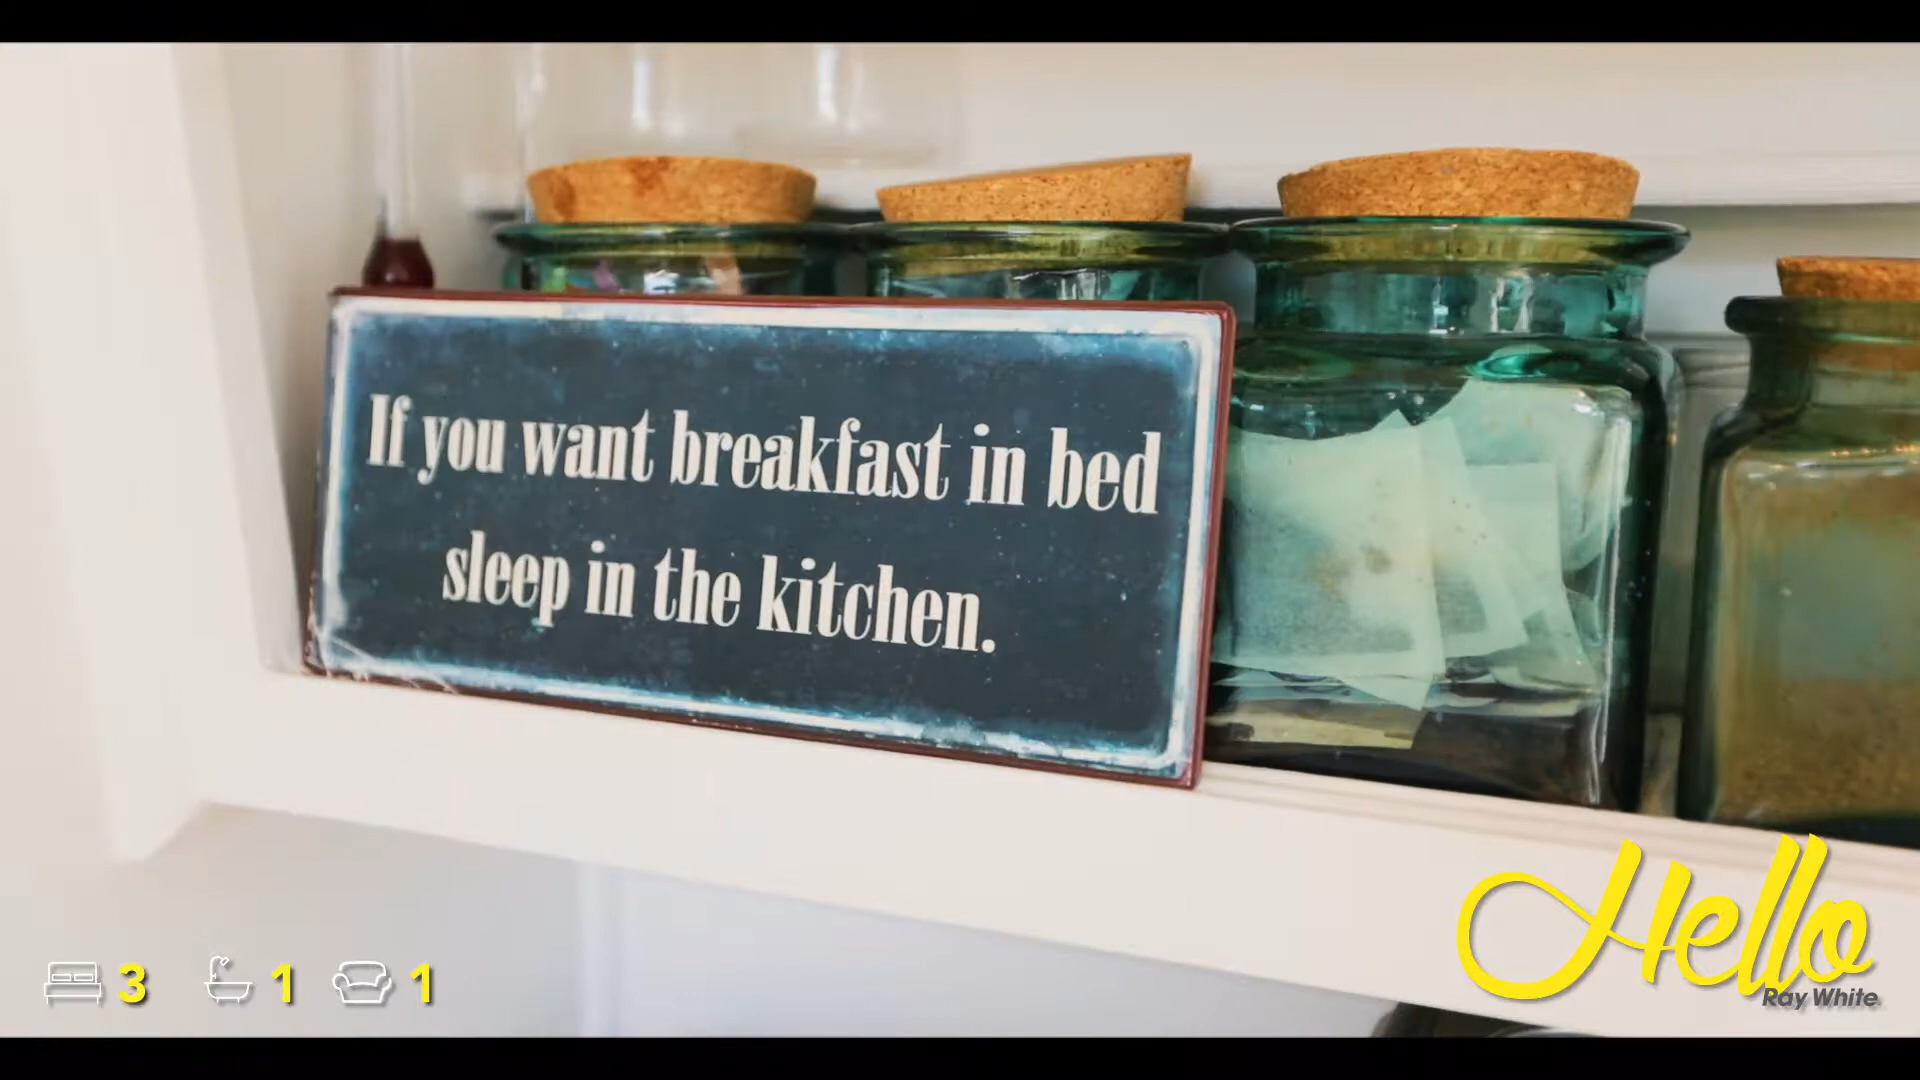 If you want breakfast in bed
sleep in the kitchen.
3 1 1
Hello
Ray White